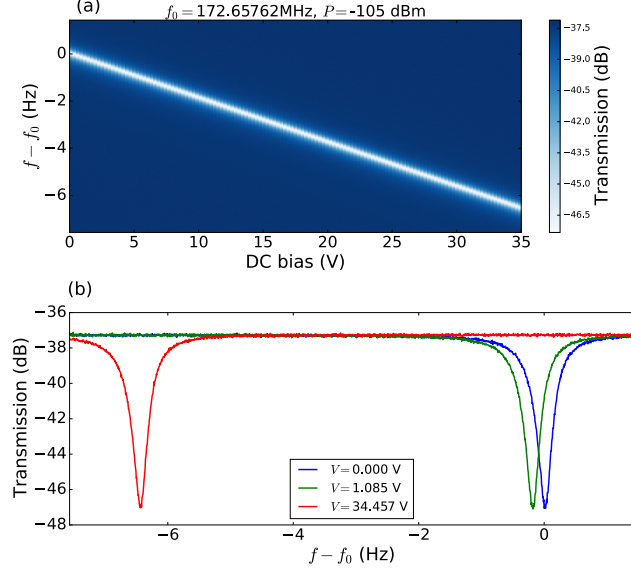 (a)
f₀ = 172.65762MHz, P=-105 dBm
0
−2
−4
−6
f − f₀ (Hz)
0 5 10 15 20 25 30 35
DC bias (V)
−37.5
−39.0
−40.5
−42.0
−43.5
−45.0
−46.5
Transmission (dB)
(b)
−36
−38
−40
−42
−44
−46
−48
Transmission (dB)
V= 0.000 V
V= 1.085 V
V= 34.457 V
−6 −4 −2 0
f − f₀ (Hz)